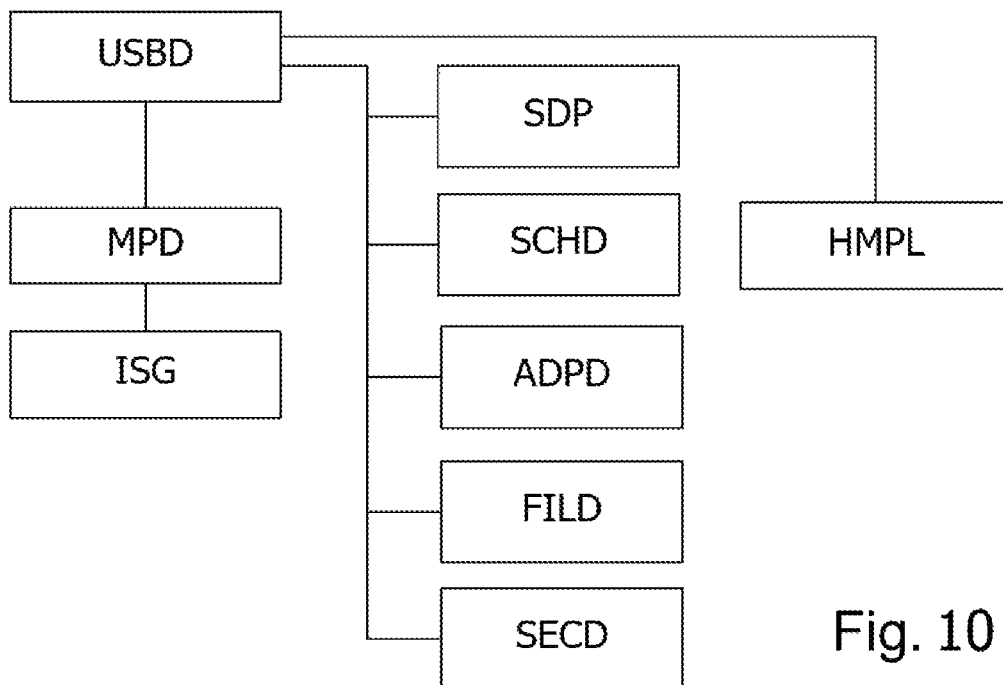 USBD
SDP
SCHD
MPD
HMPL
ISG
ADPD
FILD
SECD
Fig. 10